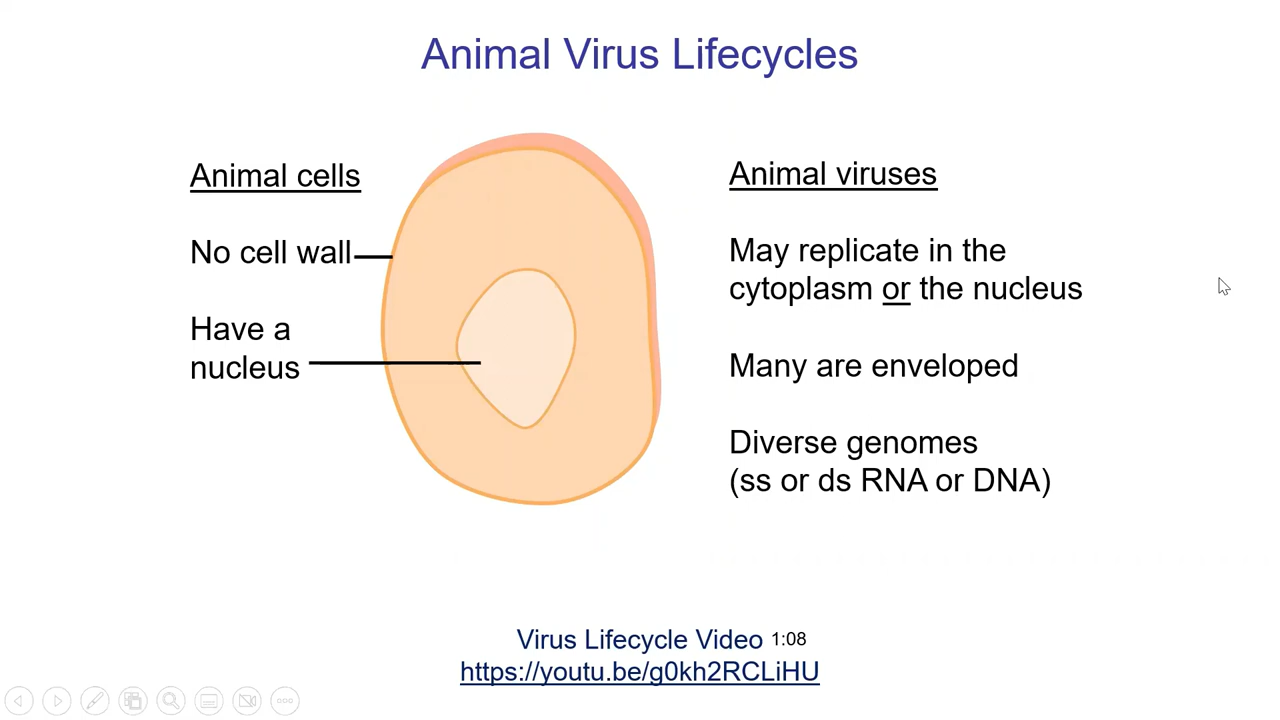 Animal Virus Lifecycles
Animal cells
No cell wall
Have a
nucleus
Animal viruses
May replicate in the
cytoplasm or the nucleus
Many are enveloped
Diverse genomes
(ss or ds RNA or DNA)
Virus Lifecycle Video 1:08
https://youtu.be/g0kh2RCLiHU